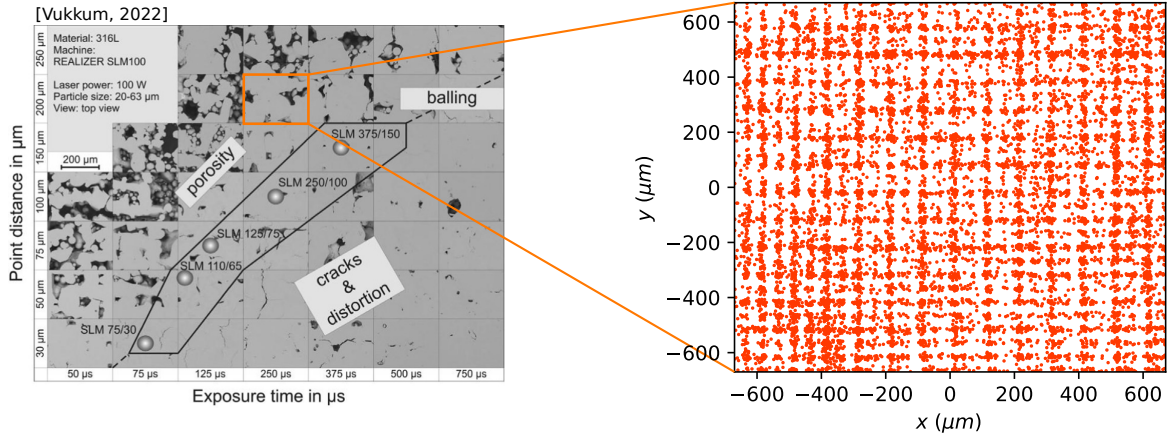 [Vukkum, 2022]
Material: 316L
Machine:
REALIZER SLM100
Laser power: 100 W
Particle size: 20-63 µm
View: top view
200 µm
balling
porosity
cracks
&
distortion
SLM 375/150
SLM 250/100
SLM 125/75
SLM 110/65
SLM 75/30
Point distance in µm
250 µm
200 µm
150 µm
100 µm
75 µm
50 µm
30 µm
50 µs
75 µs
125 µs
250 µs
375 µs
500 µs
750 µs
Exposure time in µs
y (µm)
600
400
200
0
−200
−400
−600
−600
−400
−200
0
200
400
600
x (µm)